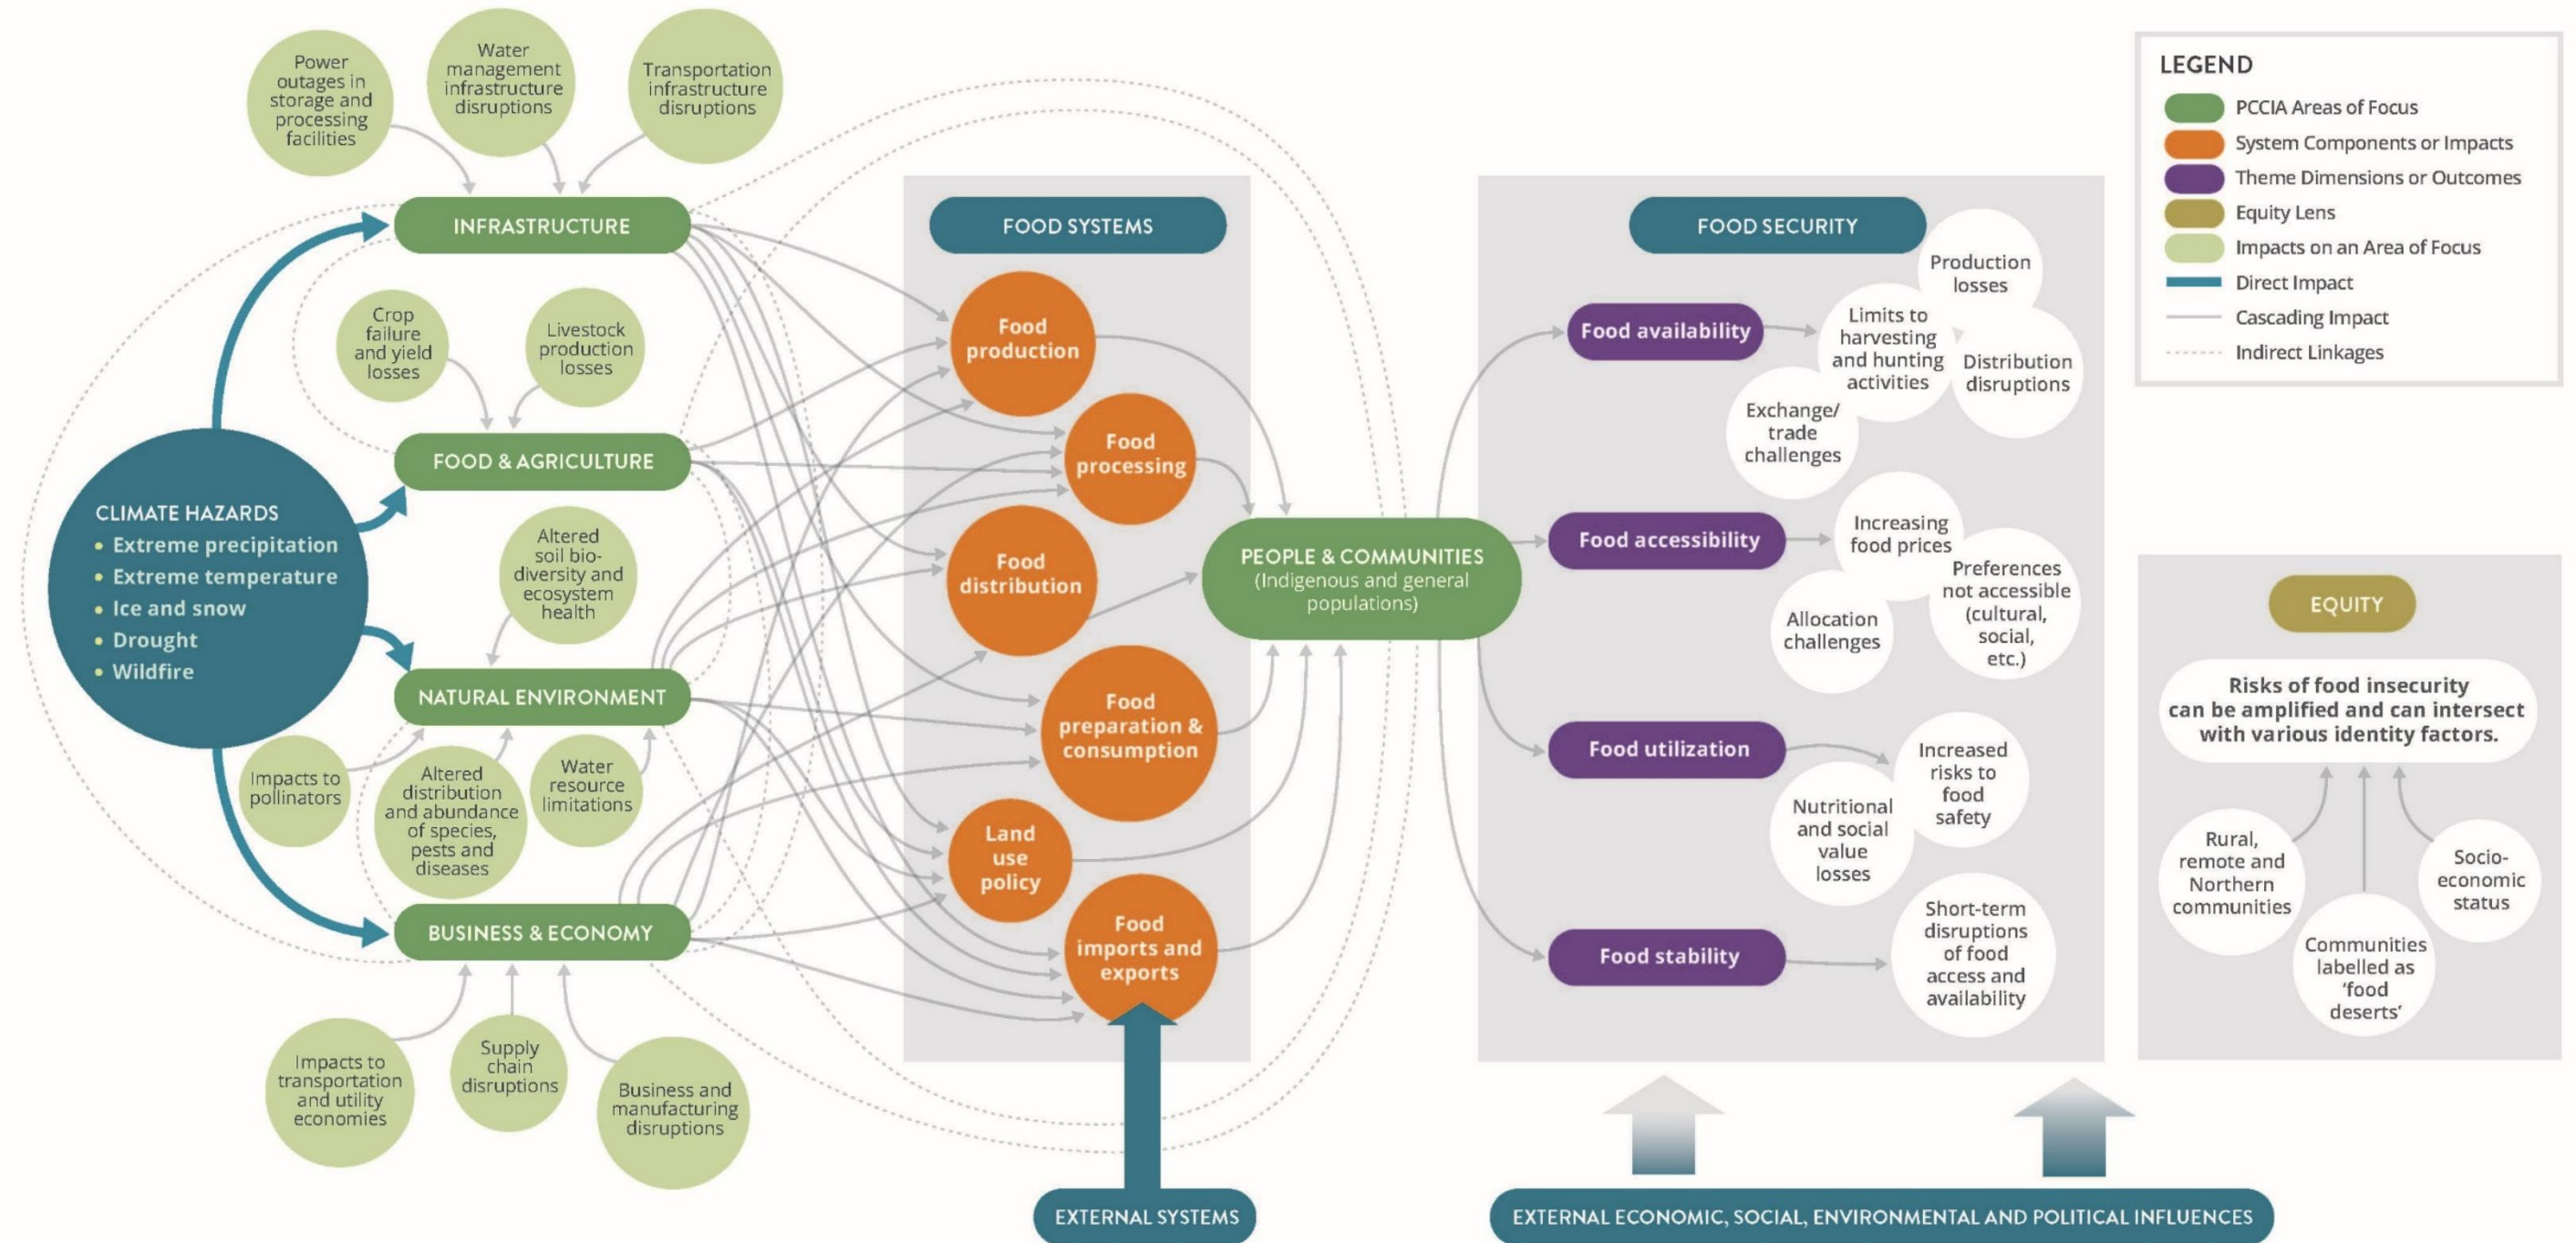 Power
outages in
storage and
processing
facilities
Water
management
infrastructure
disruptions
Transportation
infrastructure
disruptions
INFRASTRUCTURE
Crop
failure
and yield
losses
Livestock
production
losses
FOOD & AGRICULTURE
CLIMATE HAZARDS
• Extreme precipitation
• Extreme temperature
• Ice and snow
• Drought
• Wildfire
Altered
soil bio-
diversity and
ecosystem
health
NATURAL ENVIRONMENT
Impacts to
pollinators
Altered
distribution
and abundance
of species,
pests and
diseases
Water
resource
limitations
BUSINESS & ECONOMY
Impacts to
transportation
and utility
economies
Supply
chain
disruptions
Business and
manufacturing
disruptions
FOOD SYSTEMS
Food
production
Food
processing
Food
distribution
Food
preparation &
consumption
Land
use
policy
Food
imports and
exports
EXTERNAL SYSTEMS
PEOPLE & COMMUNITIES
(Indigenous and general
populations)
FOOD SECURITY
Food availability
Production
losses
Limits to
harvesting
and hunting
activities
Distribution
disruptions
Exchange/
trade
challenges
Food accessibility
Increasing
food prices
Preferences
not accessible
(cultural,
social,
etc.)
Allocation
challenges
Food utilization
Increased
risks to
food
safety
Nutritional
and social
value
losses
Food stability
Short-term
disruptions
of food
access and
availability
EXTERNAL ECONOMIC, SOCIAL, ENVIRONMENTAL AND POLITICAL INFLUENCES
LEGEND
PCCIA Areas of Focus
System Components or Impacts
Theme Dimensions or Outcomes
Equity Lens
Impacts on an Area of Focus
Direct Impact
Cascading Impact
Indirect Linkages
EQUITY
Risks of food insecurity
can be amplified and can intersect
with various identity factors.
Rural,
remote and
Northern
communities
Communities
labelled as
‘food
deserts’
Socio-
economic
status